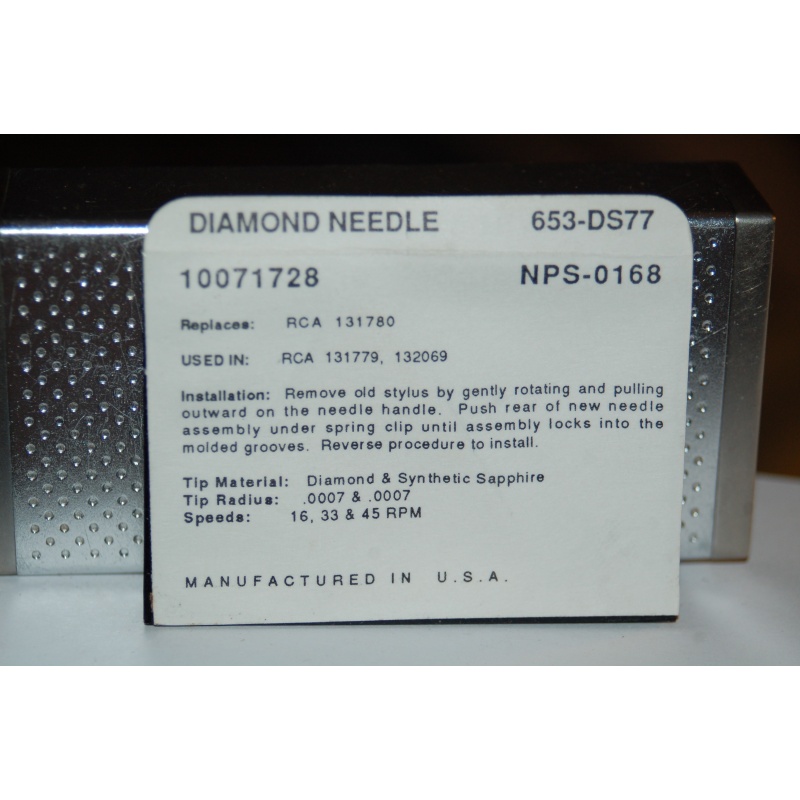 DIAMOND NEEDLE 653-DS77
10071728 NPS-0168
Replaces: RCA 131780
USED IN: RCA 131779, 132069
Installation: Remove old stylus by gently rotating and pulling
outward on the needle handle. Push rear of new needle
assembly under spring clip until assembly locks into the
molded grooves. Reverse procedure to install.
Tip Material: Diamond & Synthetic Sapphire
Tip Radius: .0007 & .0007
Speeds: 16, 33 & 45 RPM
MANUFACTURED IN U.S.A.